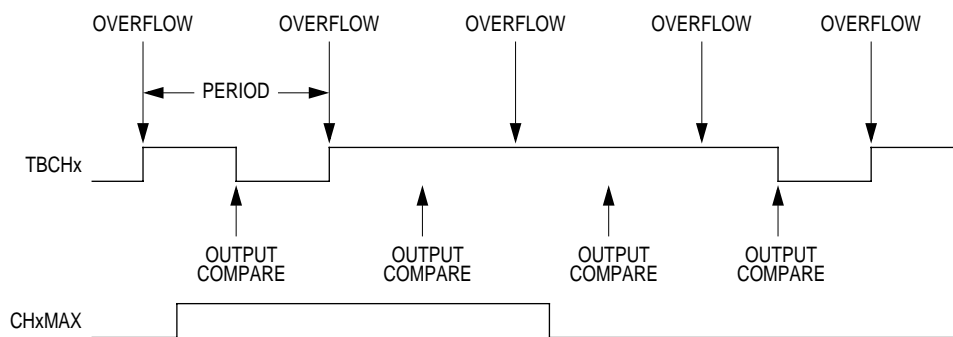 OVERFLOW OVERFLOW OVERFLOW OVERFLOW OVERFLOW
PERIOD
TBCHx
OUTPUT
COMPARE
OUTPUT
COMPARE
OUTPUT
COMPARE
OUTPUT
COMPARE
CHxMAX